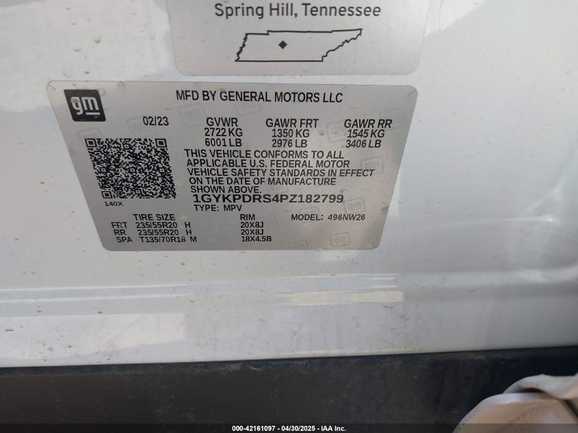 Spring Hill, Tennessee
gm
MFD BY GENERAL MOTORS LLC
02/23 GVWR GAWR FRT GAWR RR
2722 KG 1350 KG 1545 KG
6001 LB 2976 LB 3406 LB
THIS VEHICLE CONFORMS TO ALL
APPLICABLE U.S. FEDERAL MOTOR
VEHICLE SAFETY STANDARDS IN EFFECT
ON THE DATE OF MANUFACTURE
SHOWN ABOVE.
140X
1GYKPDRS4PZ182799
TYPE: MPV MODEL: 496NW26
TIRE SIZE RIM
FRT 235/55R20 H 20X8J
RR 235/55R20 H 20X8J
SPA T135/70R18 M 18X4.5B
000-42161097 - 04/30/2025 - IAA Inc.